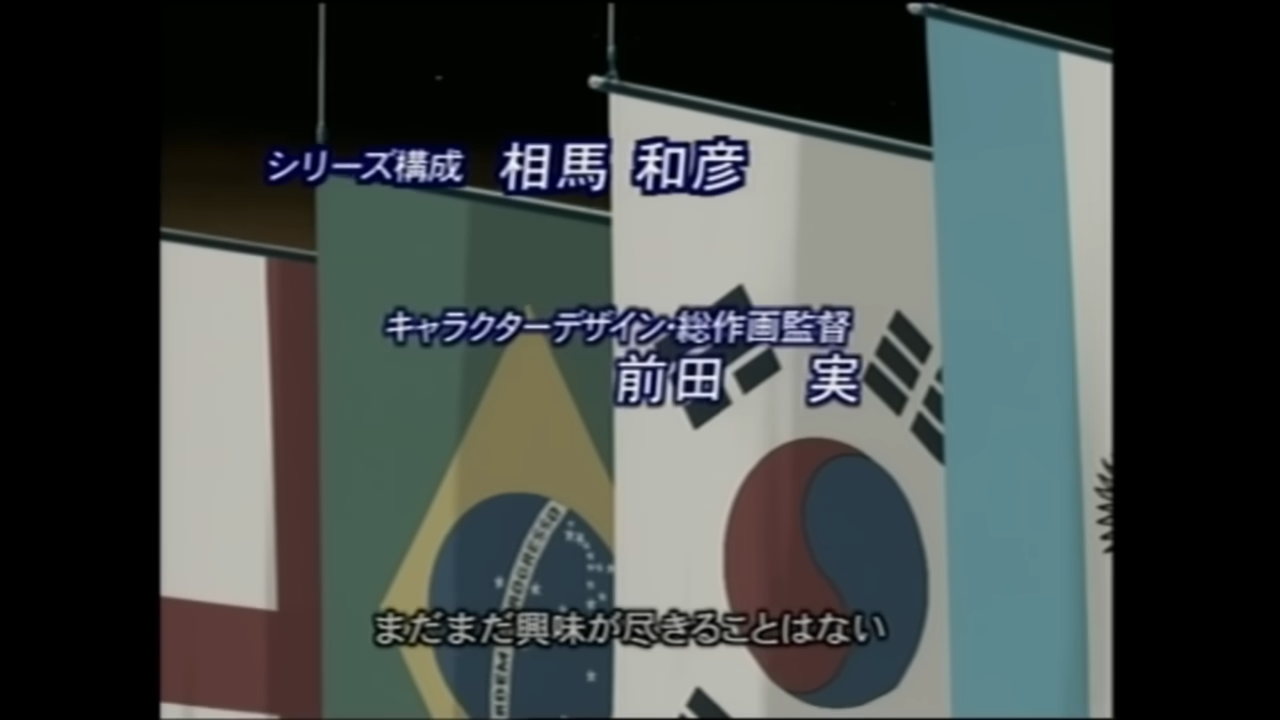 シリーズ構成 相馬 和彦
キャラクターデザイン・総作画監督
前田 実
RDEM
ROGRESSO
まだまだ興味が尽きることはない